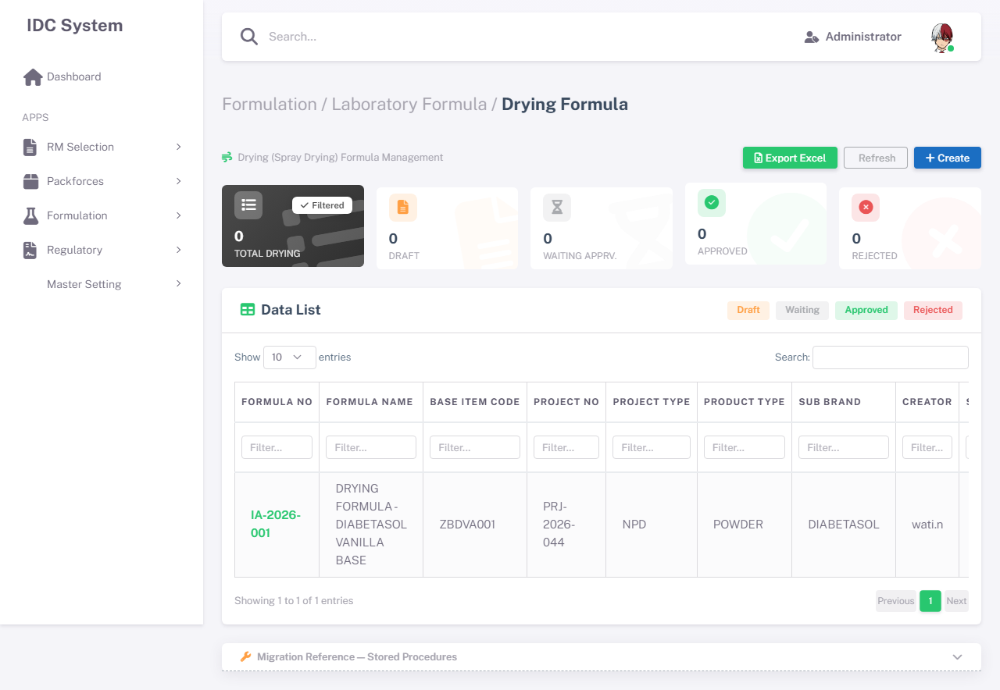 IDC System
Search...
Administrator
Dashboard
APPS
RM Selection
Packforces
Formulation
Regulatory
Master Setting
Formulation / Laboratory Formula / Drying Formula
Drying (Spray Drying) Formula Management
Export Excel
Refresh
Create
Filtered
0
TOTAL DRYING
0
DRAFT
0
WAITING APPRV.
0
APPROVED
0
REJECTED
Data List
Draft
Waiting
Approved
Rejected
Show 10 entries
Search:
FORMULA NO FORMULA NAME BASE ITEM CODE PROJECT NO PROJECT TYPE PRODUCT TYPE SUB BRAND CREATOR
Filter... Filter... Filter... Filter... Filter... Filter... Filter... Filter...
IA-2026-
001
DRYING
FORMULA -
DIABETASOL
VANILLA
BASE
ZBDVA001
PRJ-
2026-
044
NPD
POWDER
DIABETASOL
wati.n
Showing 1 to 1 of 1 entries
Previous 1 Next
Migration Reference — Stored Procedures